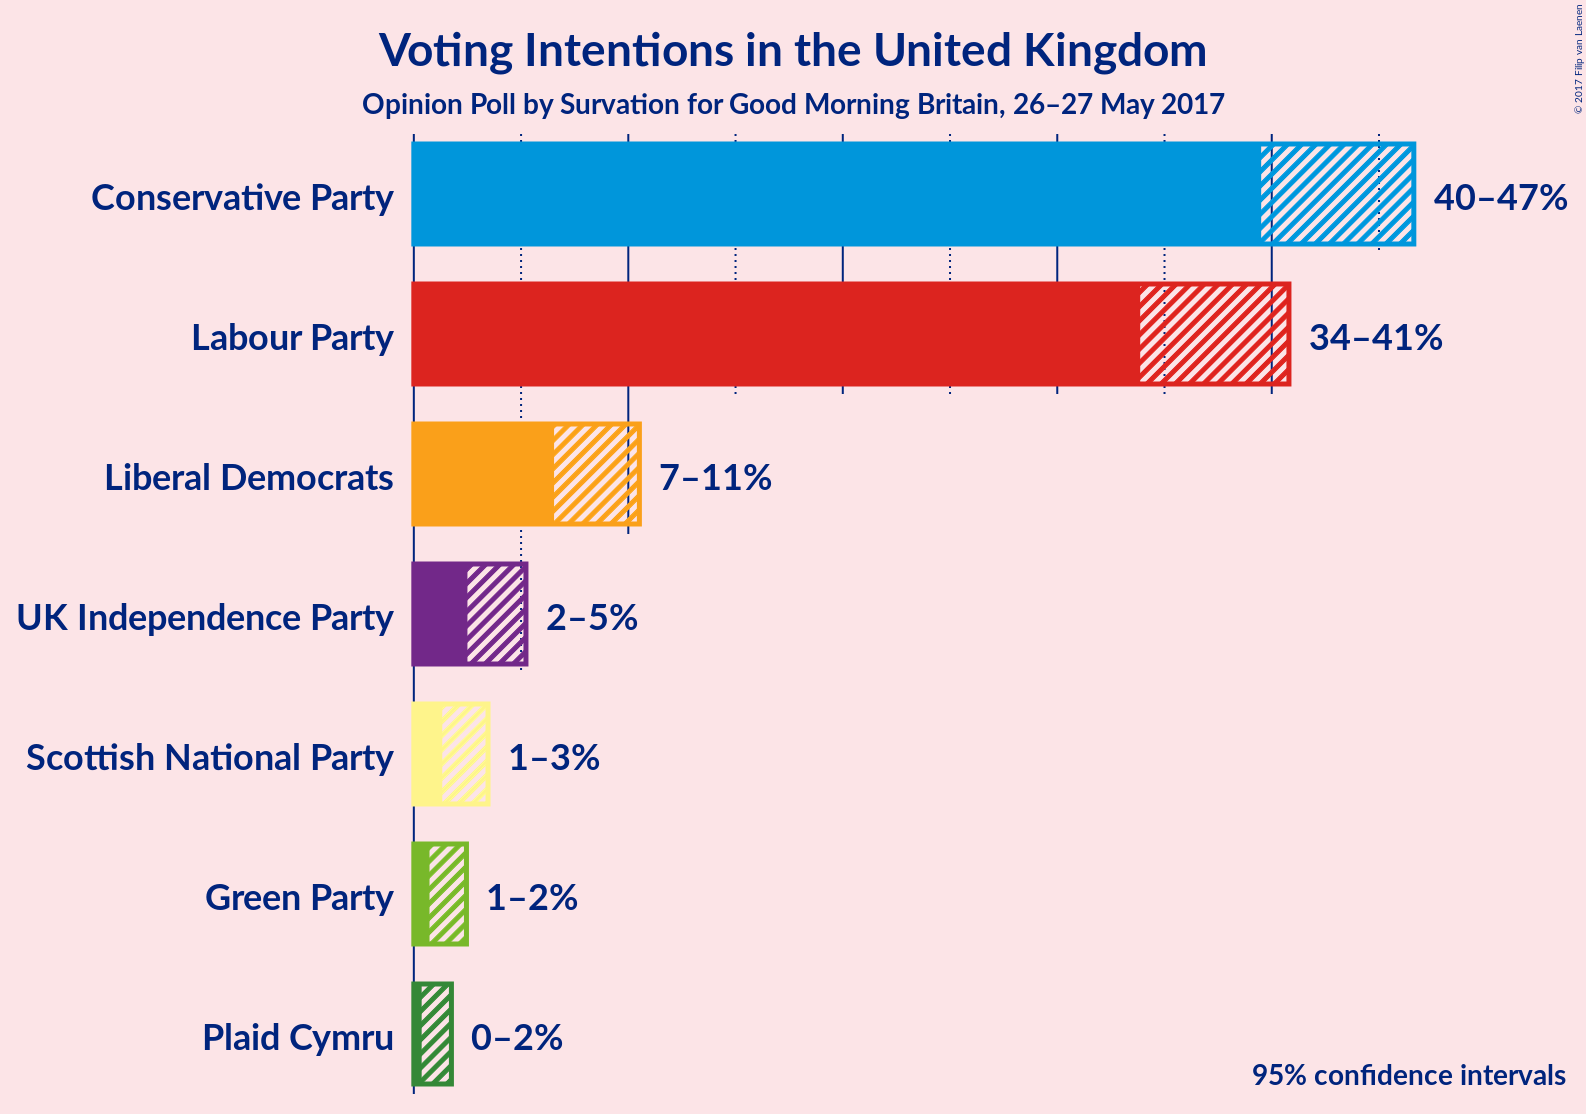 Voting Intentions in the United Kingdom
Opinion Poll by Survation for Good Morning Britain, 26–27 May 2017
© 2017 Filip van Laenen
Conservative Party
40–47%
Labour Party
34–41%
Liberal Democrats
7–11%
UK Independence Party
2–5%
Scottish National Party
1–3%
Green Party
1–2%
Plaid Cymru
0–2%
95% confidence intervals